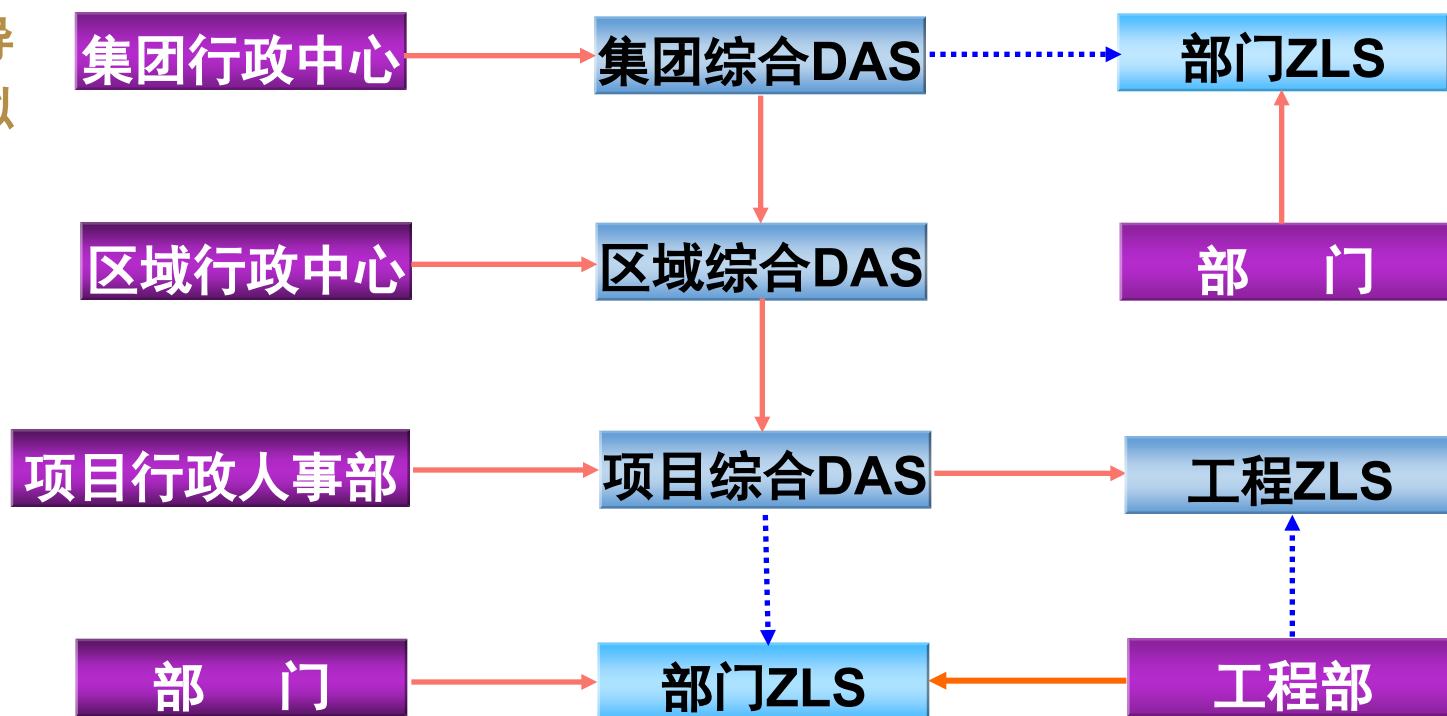 集团行政中心
集团综合DAS
部门ZLS
区域行政中心
区域综合DAS
部 门
项目行政人事部
项目综合DAS
工程ZLS
部 门
部门ZLS
工程部